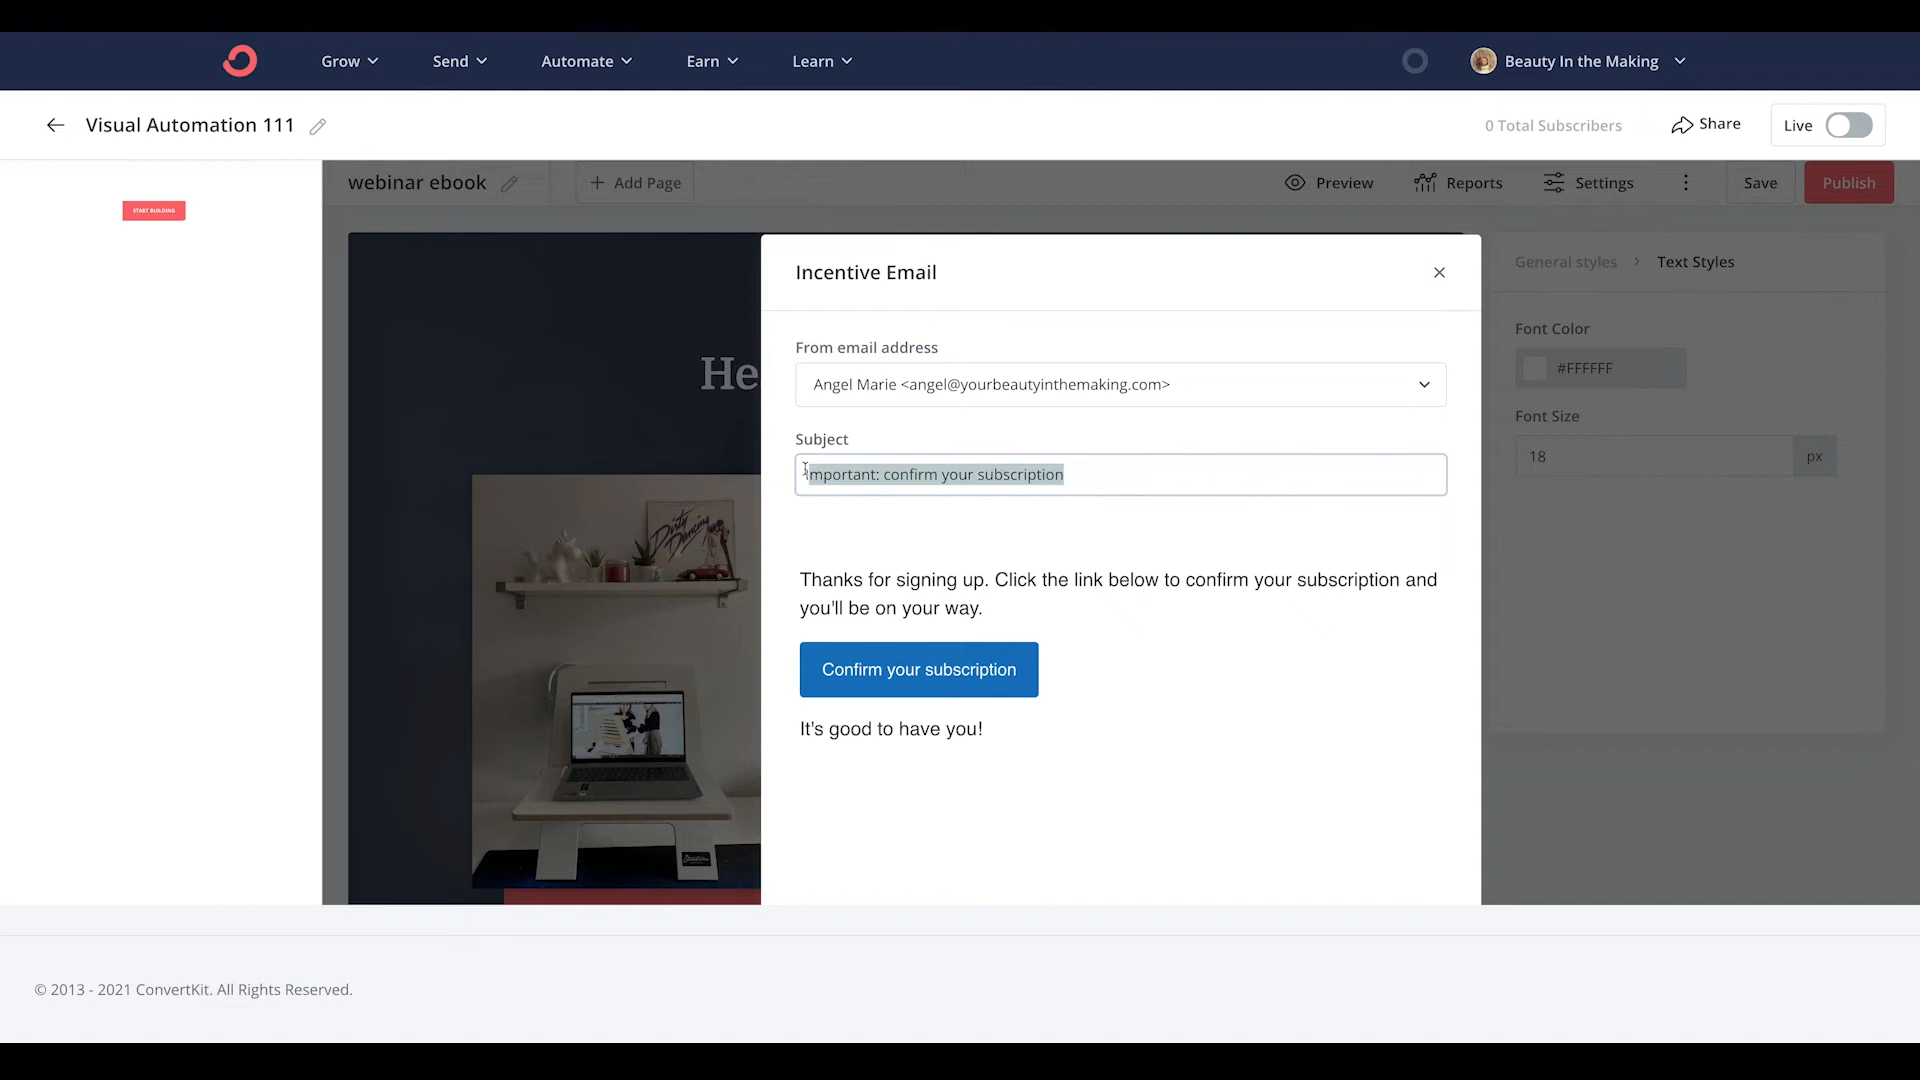 Grow
Send
Automate
Earn
Learn
Beauty In the Making
Visual Automation 111
0 Total Subscribers
Share
Live
START BUILDING
webinar ebook
+ Add Page
Preview
Reports
Settings
Save
Publish
Incentive Email
General styles > Text Styles
He
From email address
Angel Marie <angel@yourbeautyinthemaking.com>
Font Color
#FFFFFF
Subject
Important: confirm your subscription
Font Size
18
px
Dirty
Dancing
Thanks for signing up. Click the link below to confirm your subscription and
you'll be on your way.
Confirm your subscription
It's good to have you!
© 2013 - 2021 ConvertKit. All Rights Reserved.